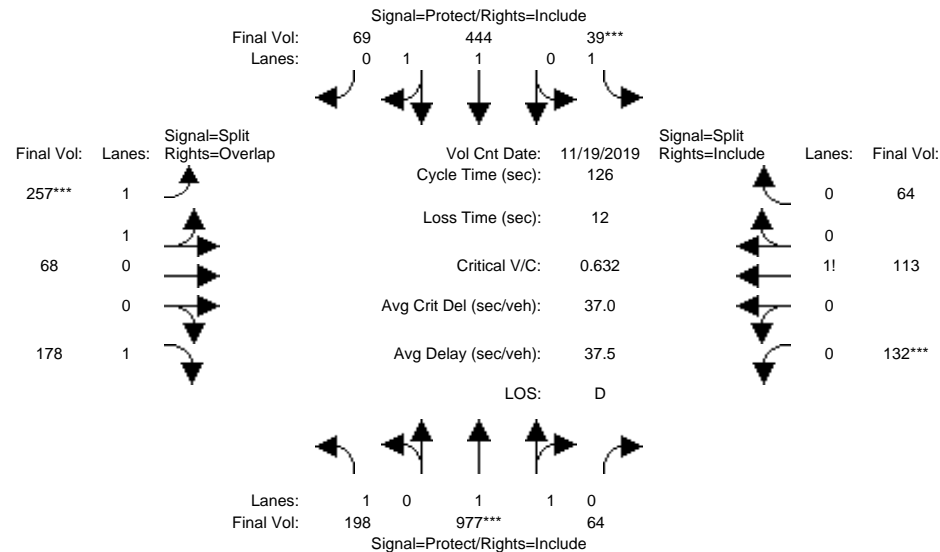 Signal=Protect/Rights=Include
Final Vol: 69 444 39***
Lanes: 0 1 1 0 1
Signal=Split Signal=Split
Final Vol: Lanes: Rights=Overlap Vol Cnt Date: 11/19/2019 Rights=Include Lanes: Final Vol:
Cycle Time (sec): 126
257*** 1 0 64
Loss Time (sec): 12
1 0
68 0 Critical V/C: 0.632 1! 113
0 Avg Crit Del (sec/veh): 37.0 0
178 1 Avg Delay (sec/veh): 37.5 0 132***
LOS: D
Lanes: 1 0 1 1 0
Final Vol: 198 977*** 64
Signal=Protect/Rights=Include